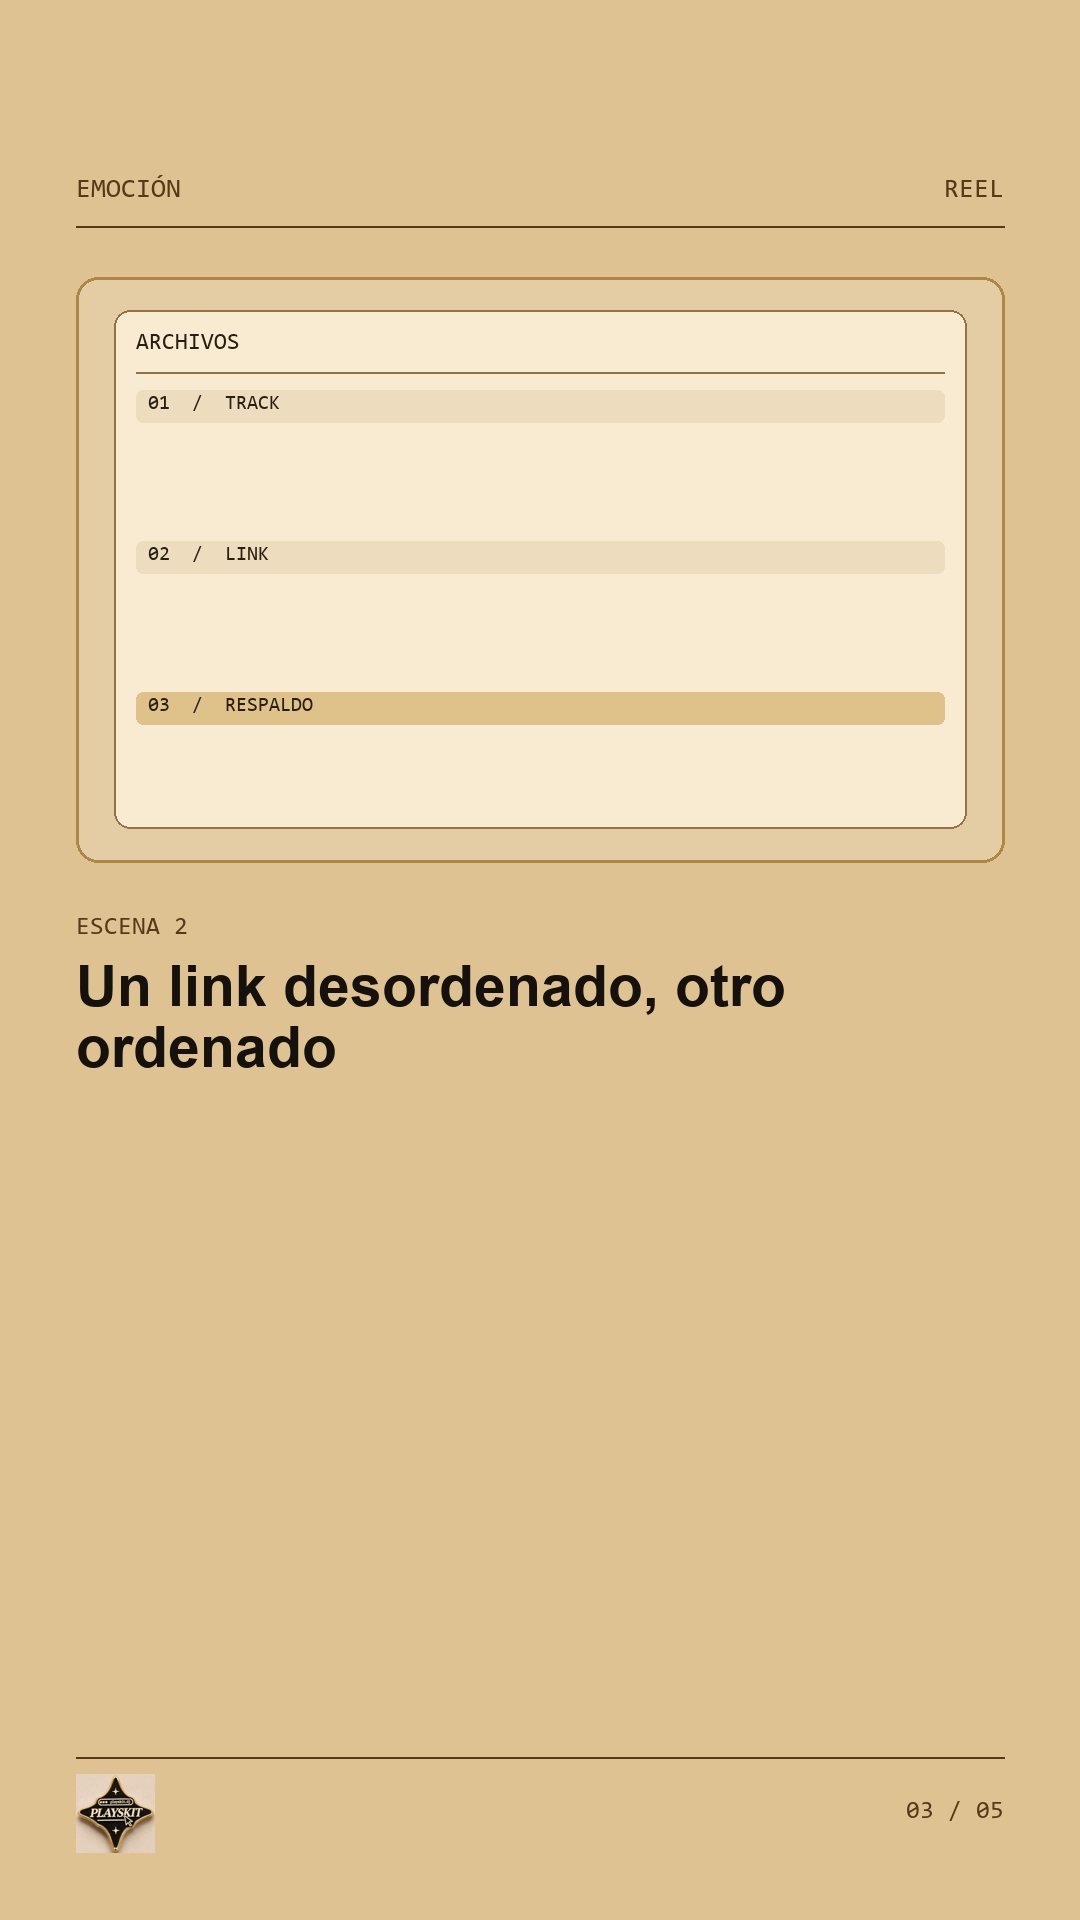 EMOCIÓN
REEL
ARCHIVOS
01 / TRACK
02 / LINK
03 / RESPALDO
ESCENA 2
Un link desordenado, otro
ordenado
PLAYSKIT
03 / 05